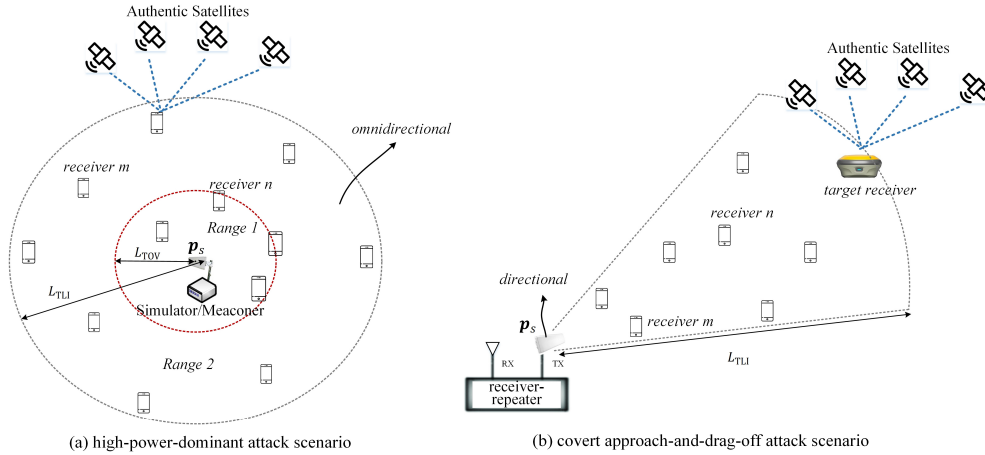 Authentic Satellites
omnidirectional
receiver m
receiver n
Range 1
p_s
L_TOV
L_TLI
Simulator/Meaconer
Range 2
(a) high-power-dominant attack scenario
Authentic Satellites
target receiver
receiver n
directional
p_s
receiver m
RX
TX
L_TLI
receiver-
repeater
(b) covert approach-and-drag-off attack scenario